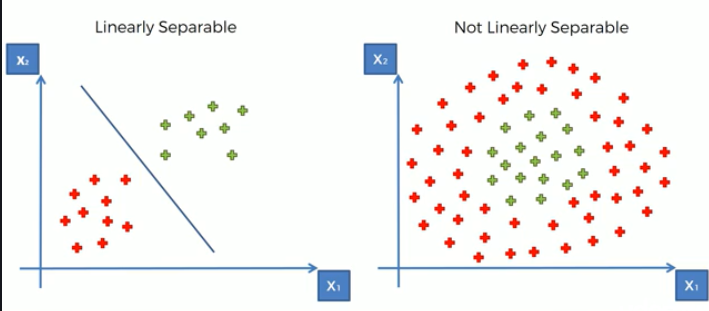 Linearly Separable
Not Linearly Separable
X₂
X₂
X₁
X₁